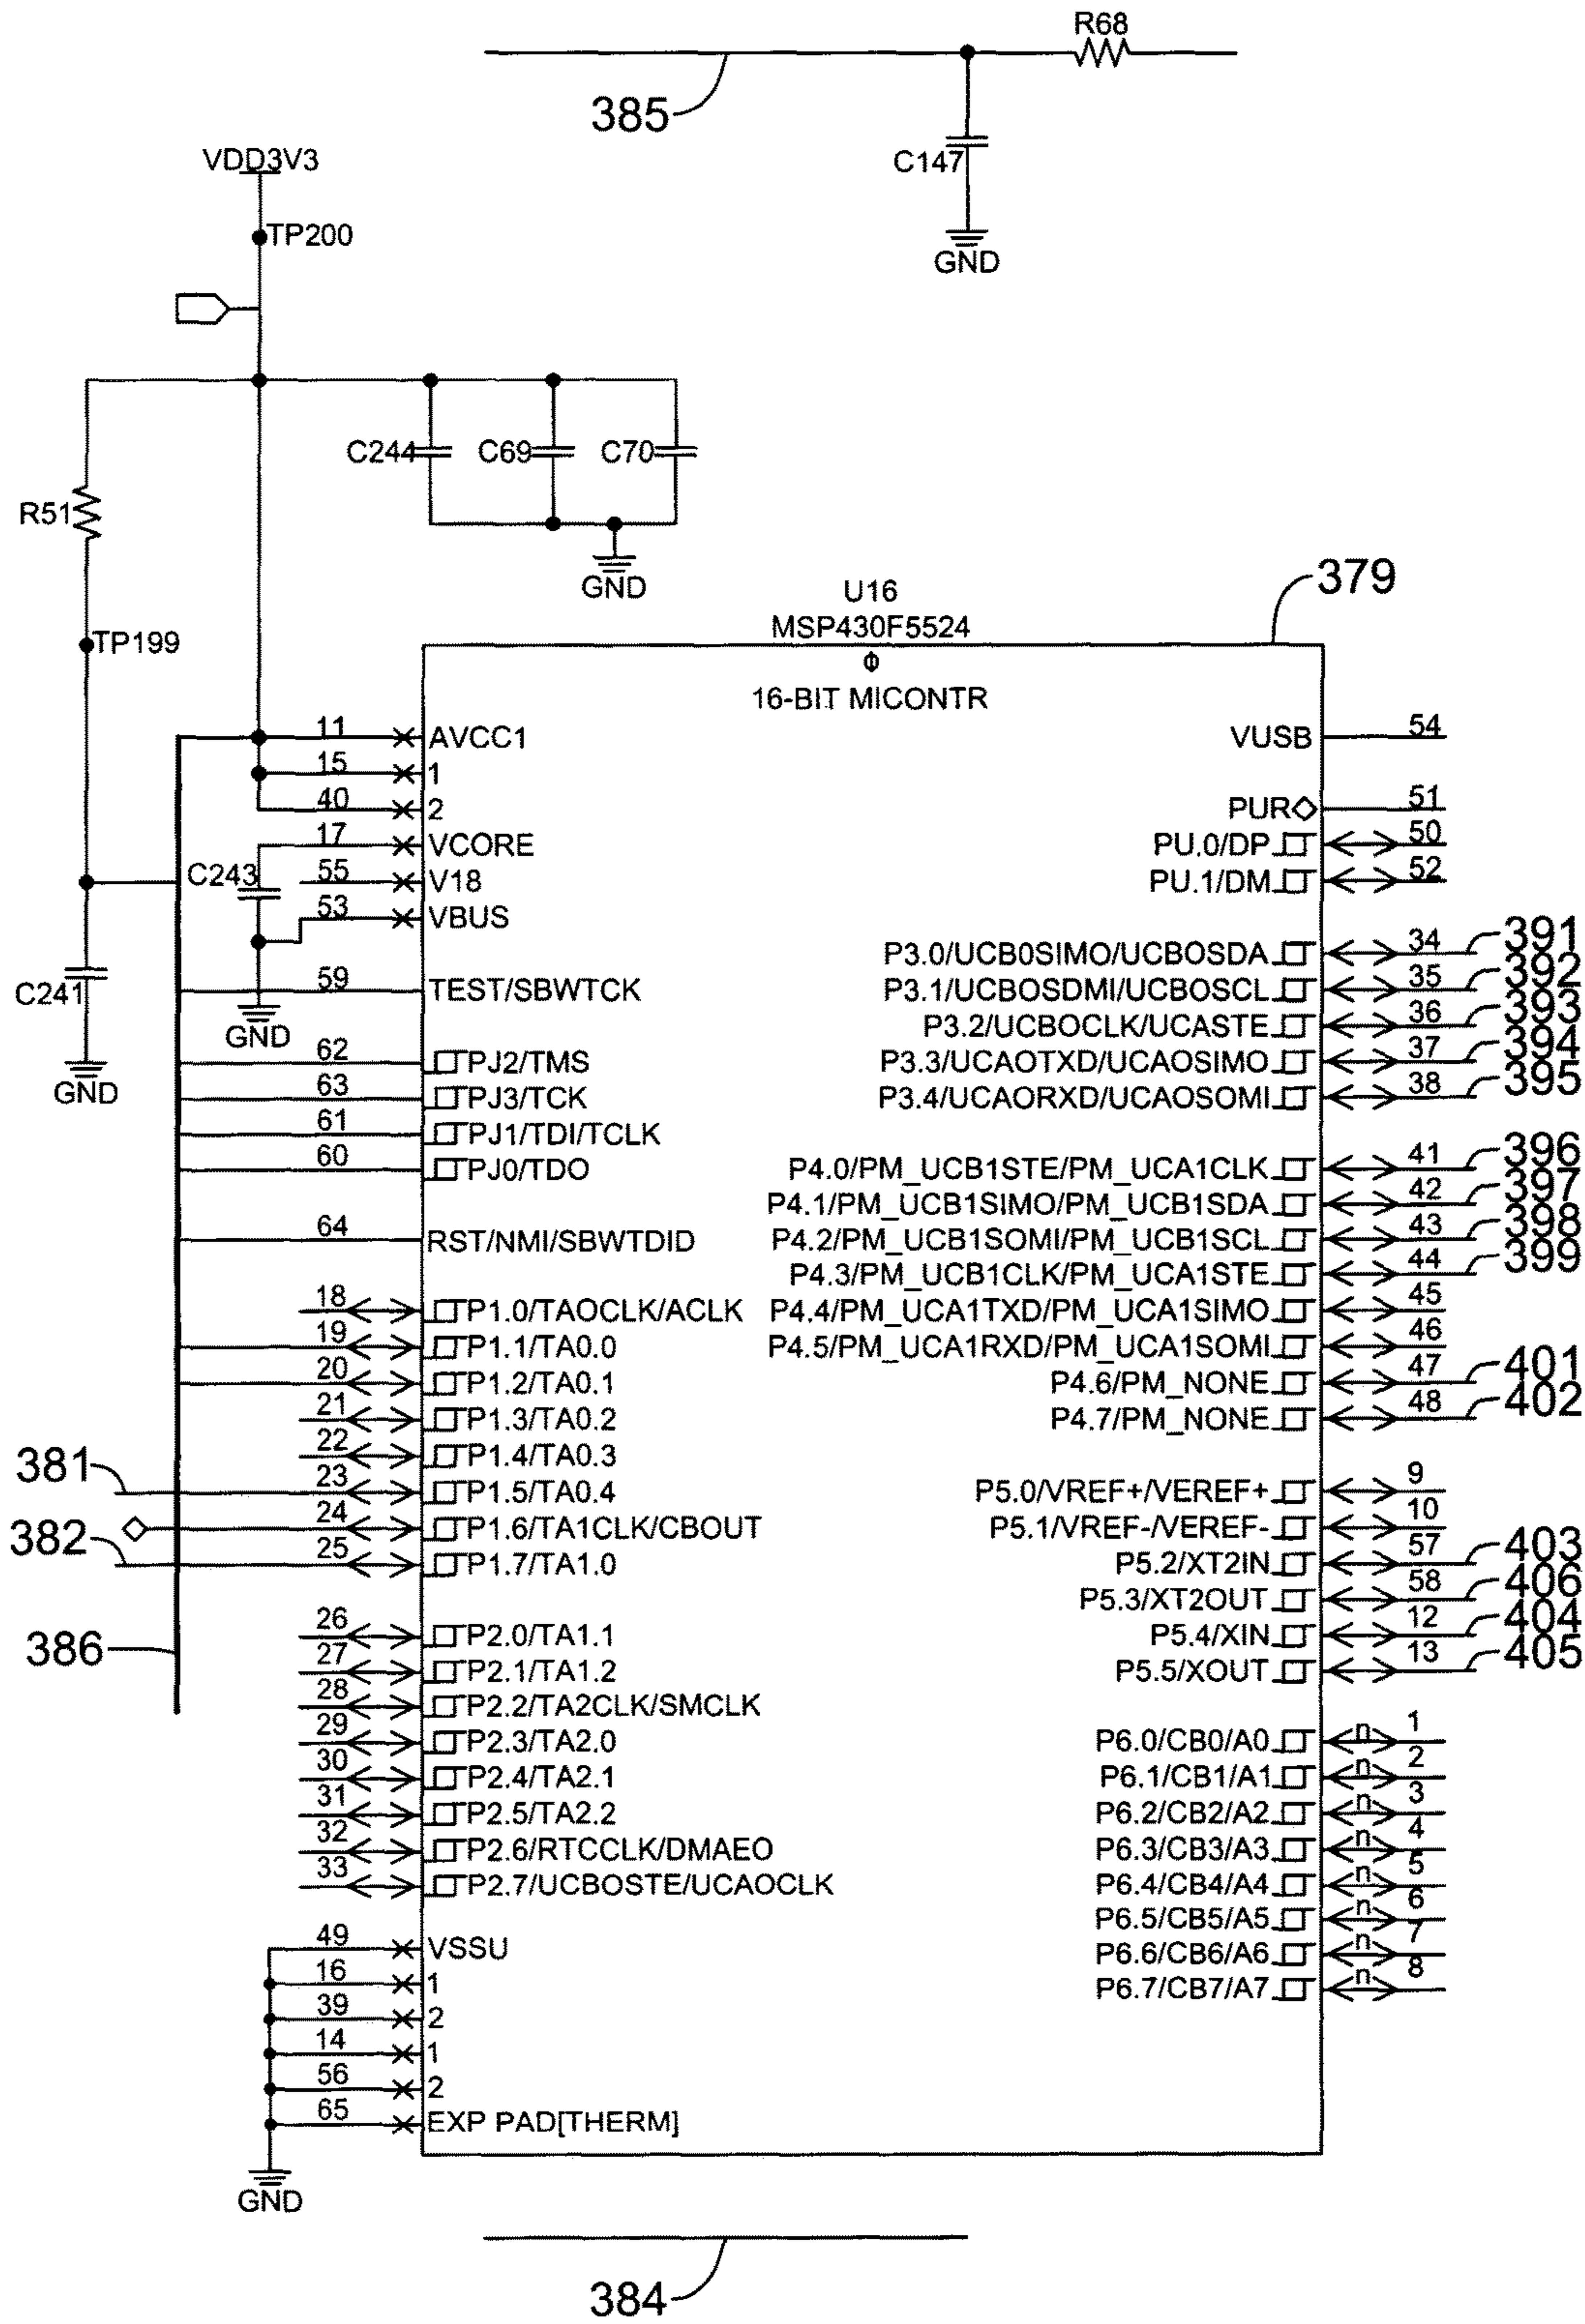 R68
385
C147
GND
VDD3V3
TP200
C244 C69 C70
R51
GND
U16
379
MSP430F5524
TP199
Φ
16-BIT MICONTR
11 AVCC1 VUSB 54
15 1
40 2 PUR 51
17 VCORE PU.0/DP 50
C243 55 V18 PU.1/DM 52
53 VBUS
P3.0/UCB0SIMO/UCBOSDA 34 391
C241 59 TEST/SBWTCK P3.1/UCBOSDMI/UCBOSCL 35 392
GND P3.2/UCBOCLK/UCASTE 36 393
62 PJ2/TMS P3.3/UCAOTXD/UCAOSIMO 37 394
GND 63 PJ3/TCK P3.4/UCAORXD/UCAOSOMI 38 395
61 PJ1/TDI/TCLK
60 PJ0/TDO P4.0/PM_UCB1STE/PM_UCA1CLK 41 396
P4.1/PM_UCB1SIMO/PM_UCB1SDA 42 397
64 RST/NMI/SBWTDID P4.2/PM_UCB1SOMI/PM_UCB1SCL 43 398
P4.3/PM_UCB1CLK/PM_UCA1STE 44 399
18 P1.0/TAOCLK/ACLK P4.4/PM_UCA1TXD/PM_UCA1SIMO 45
19 P1.1/TA0.0 P4.5/PM_UCA1RXD/PM_UCA1SOMI 46
20 P1.2/TA0.1 P4.6/PM_NONE 47 401
21 P1.3/TA0.2 P4.7/PM_NONE 48 402
22 P1.4/TA0.3
381 23 P1.5/TA0.4 P5.0/VREF+/VEREF+ 9
24 P1.6/TA1CLK/CBOUT P5.1/VREF-/VEREF- 10
382 25 P1.7/TA1.0 P5.2/XT2IN 57 403
P5.3/XT2OUT 58 406
386 26 P2.0/TA1.1 P5.4/XIN 12 404
27 P2.1/TA1.2 P5.5/XOUT 13 405
28 P2.2/TA2CLK/SMCLK
29 P2.3/TA2.0 P6.0/CB0/A0 n 1
30 P2.4/TA2.1 P6.1/CB1/A1 n 2
31 P2.5/TA2.2 P6.2/CB2/A2 n 3
32 P2.6/RTCCLK/DMAEO P6.3/CB3/A3 n 4
33 P2.7/UCBOSTE/UCAOCLK P6.4/CB4/A4 n 5
P6.5/CB5/A5 n 6
49 VSSU P6.6/CB6/A6 n 7
16 1 P6.7/CB7/A7 n 8
39 2
14 1
56 2
65 EXP PAD[THERM]
GND
384